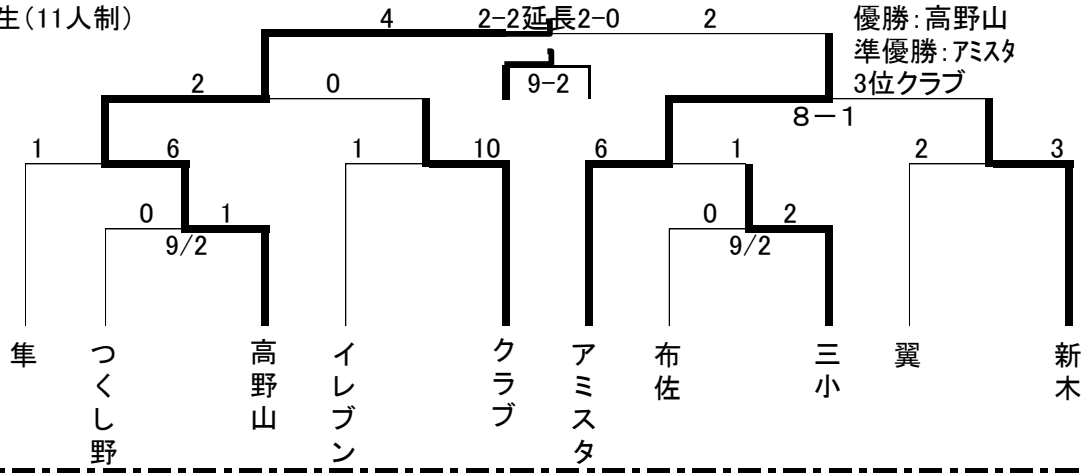 生(11人制)
4 2-2延長2-0 2 優勝:高野山
準優勝:アミスタ
2 0 9-2 3位クラブ
8-1
1 6 1 10 6 1 2 3
0 1 0 2
9/2 9/2
隼 つくし野 高野山 イレブン クラブ アミスタ 布佐 三小 翼 新木